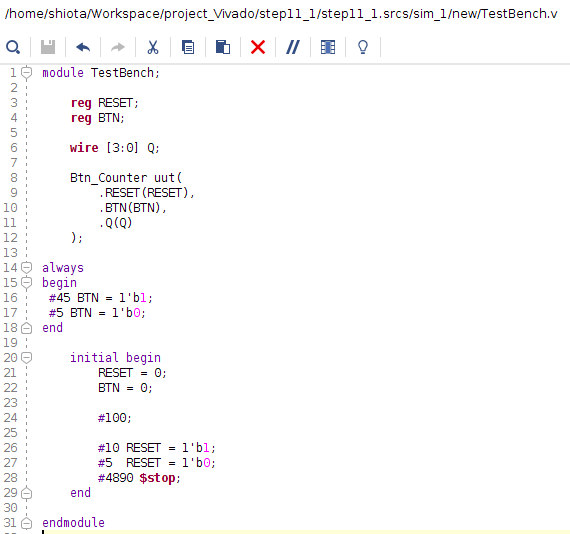 /home/shiota/Workspace/project_Vivado/step11_1/step11_1.srcs/sim_1/new/TestBench.v
1 module TestBench;
2
3 reg RESET;
4 reg BTN;
5
6 wire [3:0] Q;
7
8 Btn_Counter uut(
9 .RESET(RESET),
10 .BTN(BTN),
11 .Q(Q)
12 );
13
14 always
15 begin
16 #45 BTN = 1'b1;
17 #5 BTN = 1'b0;
18 end
19
20 initial begin
21 RESET = 0;
22 BTN = 0;
23
24 #100;
25
26 #10 RESET = 1'b1;
27 #5  RESET = 1'b0;
28 #4890 $stop;
29 end
30
31 endmodule